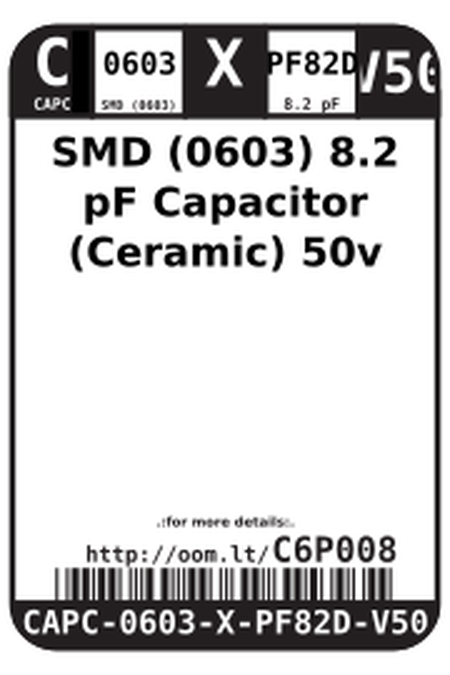 C 0603 X PF82D V50
CAPC SMD (0603) 8.2 pF
SMD (0603) 8.2
pF Capacitor
(Ceramic) 50v
.:for more details:.
http://oom.lt/C6P008
CAPC-0603-X-PF82D-V50